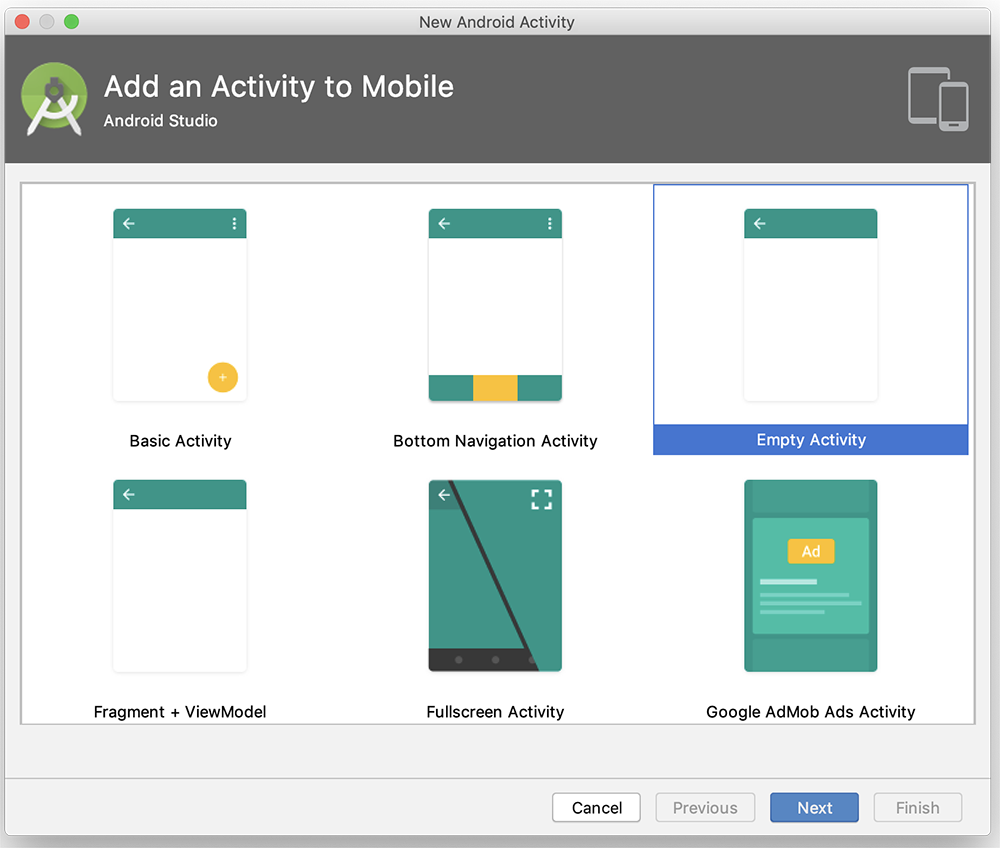 New Android Activity
Add an Activity to Mobile
Android Studio
Basic Activity
Bottom Navigation Activity
Empty Activity
Ad
Fragment + ViewModel
Fullscreen Activity
Google AdMob Ads Activity
Cancel
Previous
Next
Finish